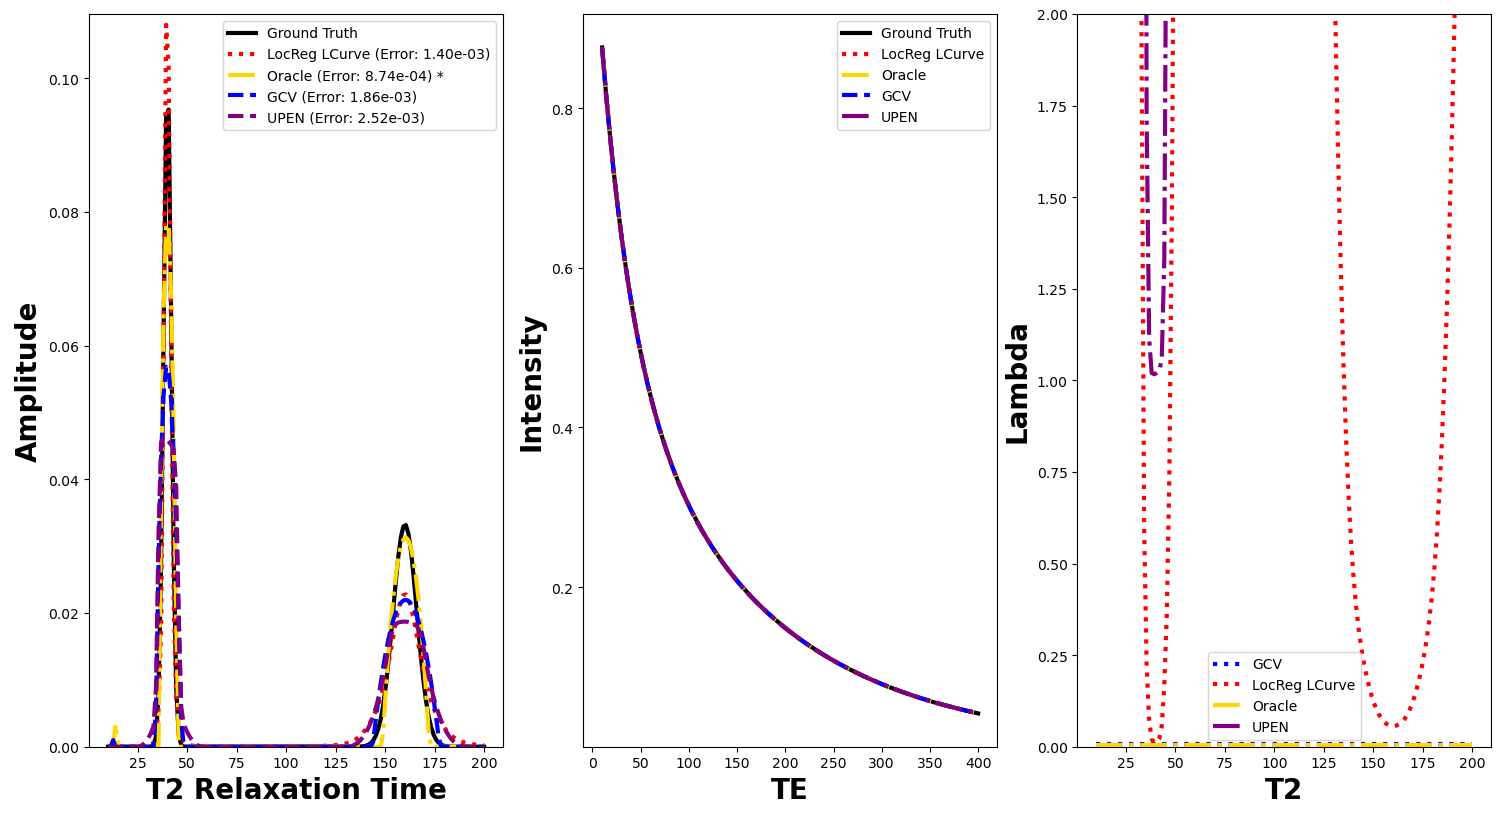 Amplitude
0.10
0.08
0.06
0.04
0.02
0.00
Ground Truth
LocReg LCurve (Error: 1.40e-03)
Oracle (Error: 8.74e-04) *
GCV (Error: 1.86e-03)
UPEN (Error: 2.52e-03)
25 50 75 100 125 150 175 200
T2 Relaxation Time
Intensity
0.8
0.6
0.4
0.2
Ground Truth
LocReg LCurve
Oracle
GCV
UPEN
0 50 100 150 200 250 300 350 400
TE
Lambda
2.00
1.75
1.50
1.25
1.00
0.75
0.50
0.25
0.00
GCV
LocReg LCurve
Oracle
UPEN
25 50 75 100 125 150 175 200
T2